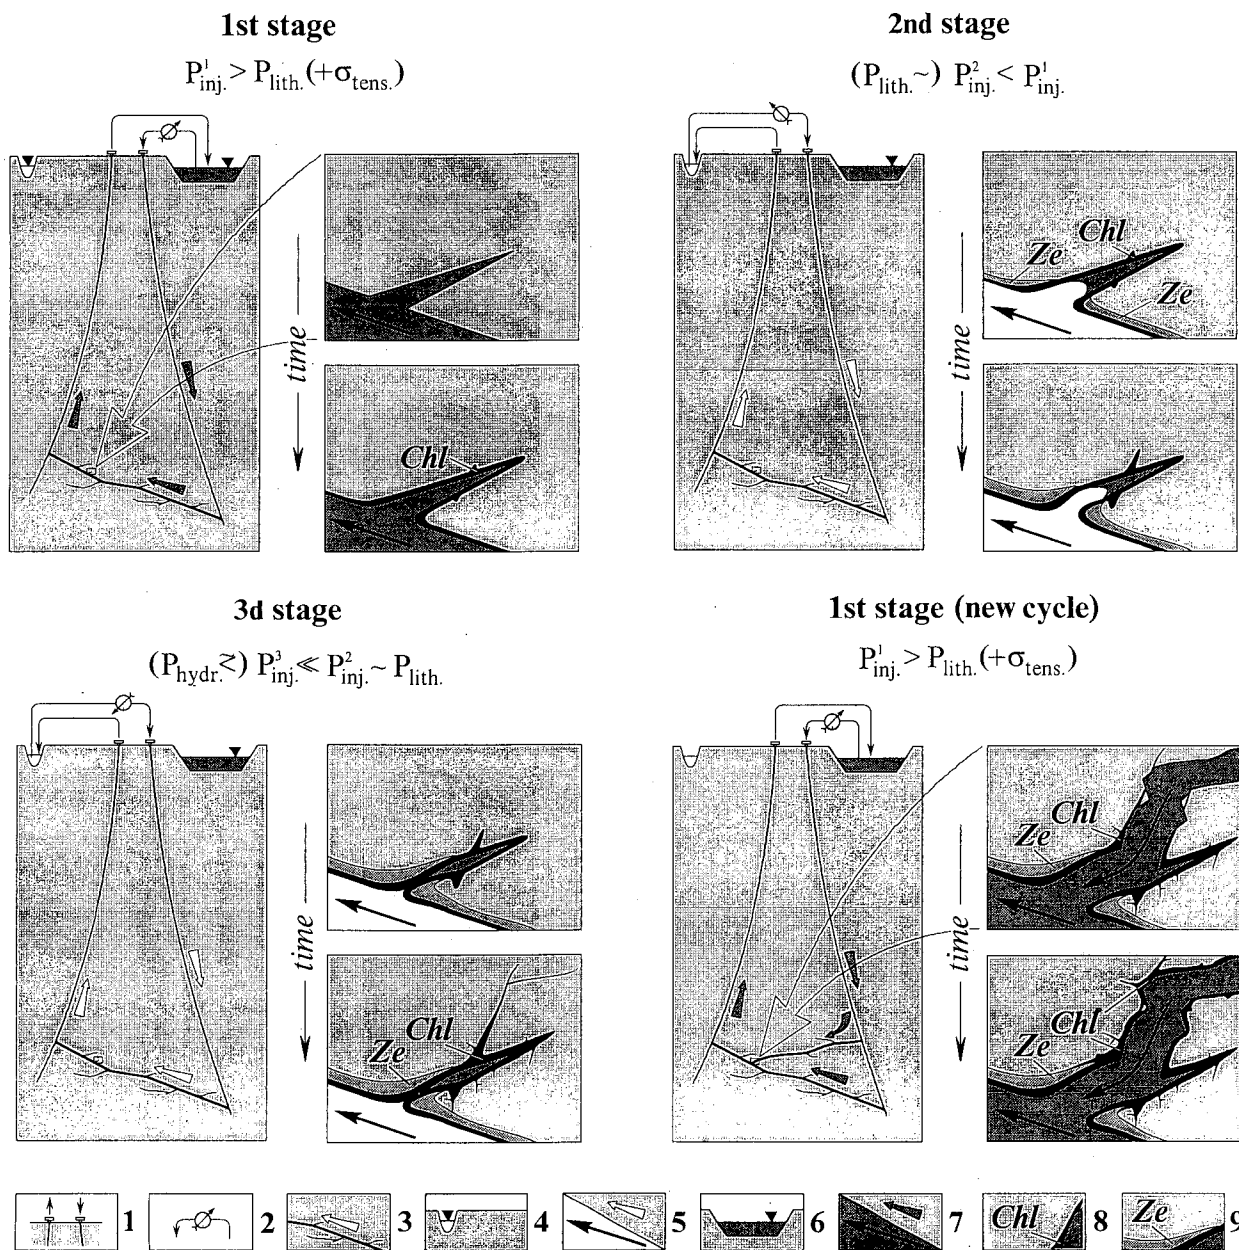 1st stage
P¹inj. > Plith.(+σtens.)
2nd stage
(Plith.~) P²inj. < P¹inj.
time
Chl
time
Ze
Chl
Ze
3d stage
(Phydr.≷) P³inj. ≪ P²inj. ~ Plith.
1st stage (new cycle)
P¹inj. > Plith.(+σtens.)
time
Chl
Ze
time
Chl
Ze
Chl
Ze
1
2
3
4
5
6
7
Chl
8
Ze
9